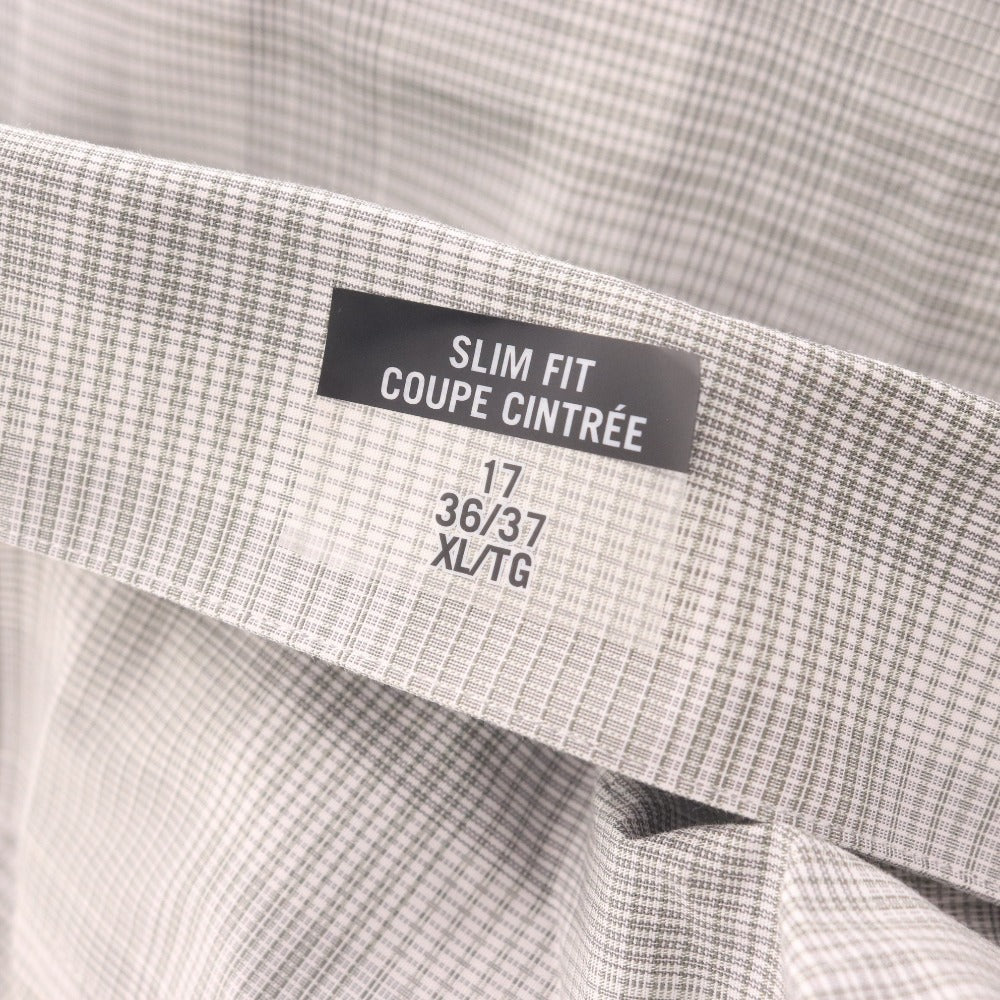 SLIM FIT
COUPE CINTRÉE
17
36/37
XL/TG